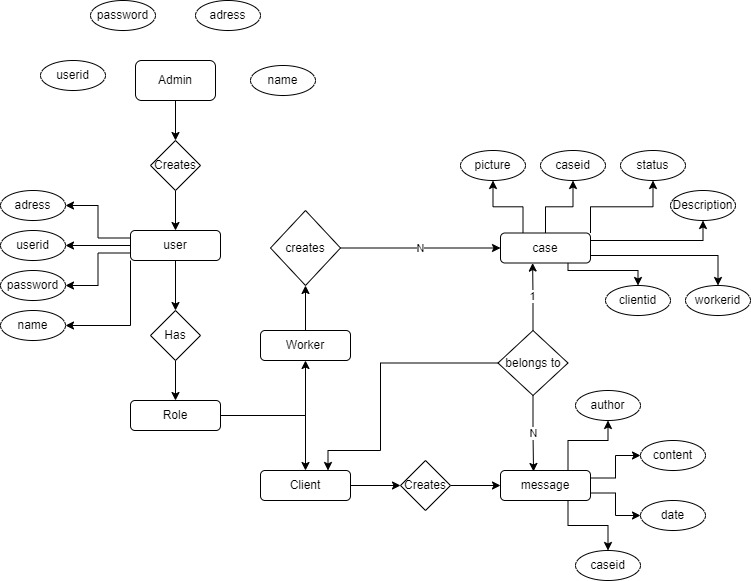 password
adress
userid
Admin
name
Creates
picture
caseid
status
adress
Description
user
userid
creates
N
case
password
clientid
workerid
1
name
Has
Worker
belongs to
author
Role
N
content
Client
Creates
message
date
caseid